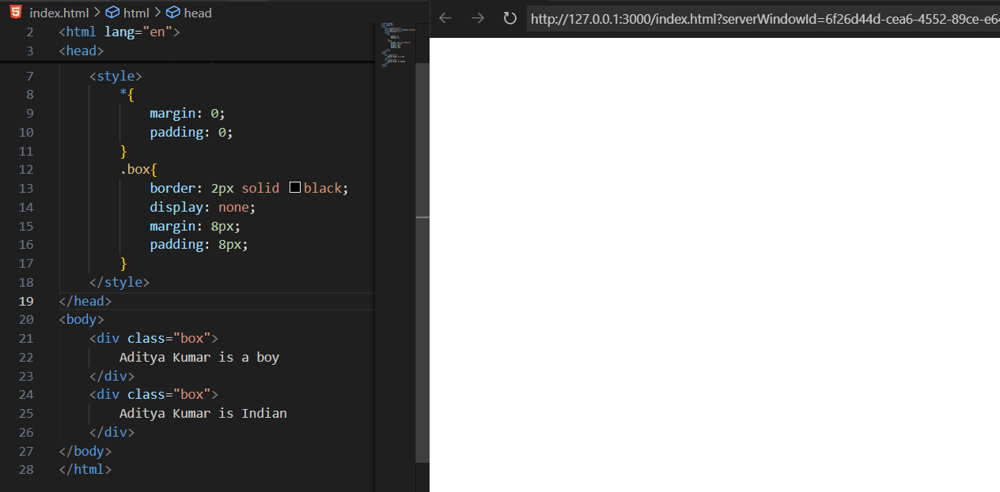 index.html > html > head
http://127.0.0.1:3000/index.html?serverWindowId=6f26d44d-cea6-4552-89ce-e64
2 <html lang="en">
3 <head>
7 <style>
8 *{
9 margin: 0;
10 padding: 0;
11 }
12 .box{
13 border: 2px solid black;
14 display: none;
15 margin: 8px;
16 padding: 8px;
17 }
18 </style>
19 </head>
20 <body>
21 <div class="box">
22 Aditya Kumar is a boy
23 </div>
24 <div class="box">
25 Aditya Kumar is Indian
26 </div>
27 </body>
28 </html>